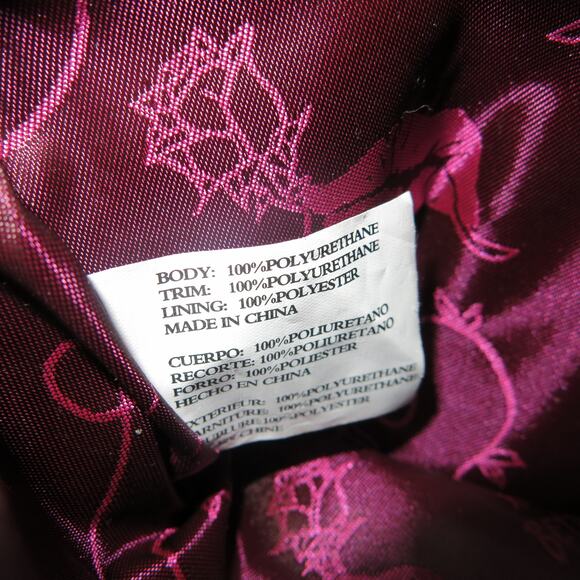 BODY: 100%POLYURETHANE
TRIM: 100%POLYURETHANE
LINING: 100%POLYESTER
MADE IN CHINA
CUERPO: 100%POLIURETANO
RECORTE: 100%POLIURETANO
FORRO: 100%POLIESTER
HECHO EN CHINA
EXTERIEUR: 100%POLYURETHANE
GARNITURE: 100%POLYURETHANE
100%POLYESTER
CHINE